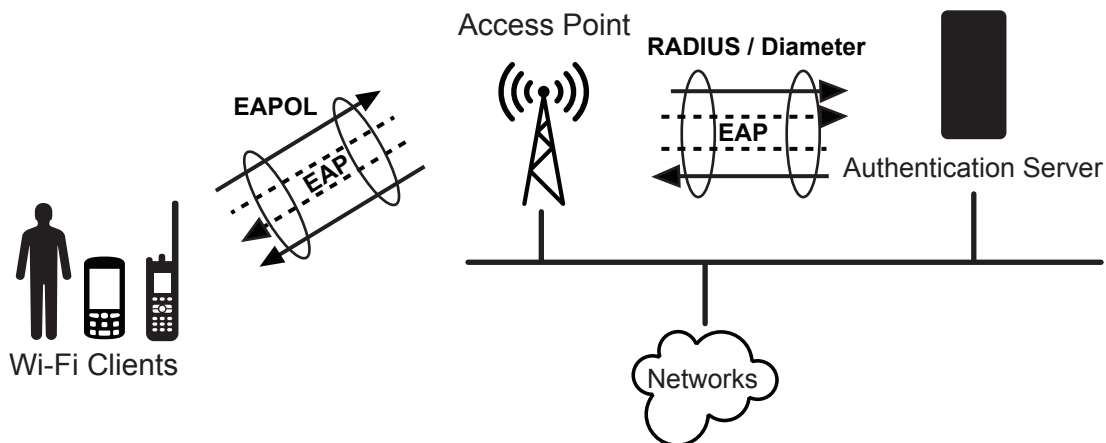 Access Point
RADIUS / Diameter
EAPOL
EAP
EAP
Authentication Server
Wi-Fi Clients
Networks